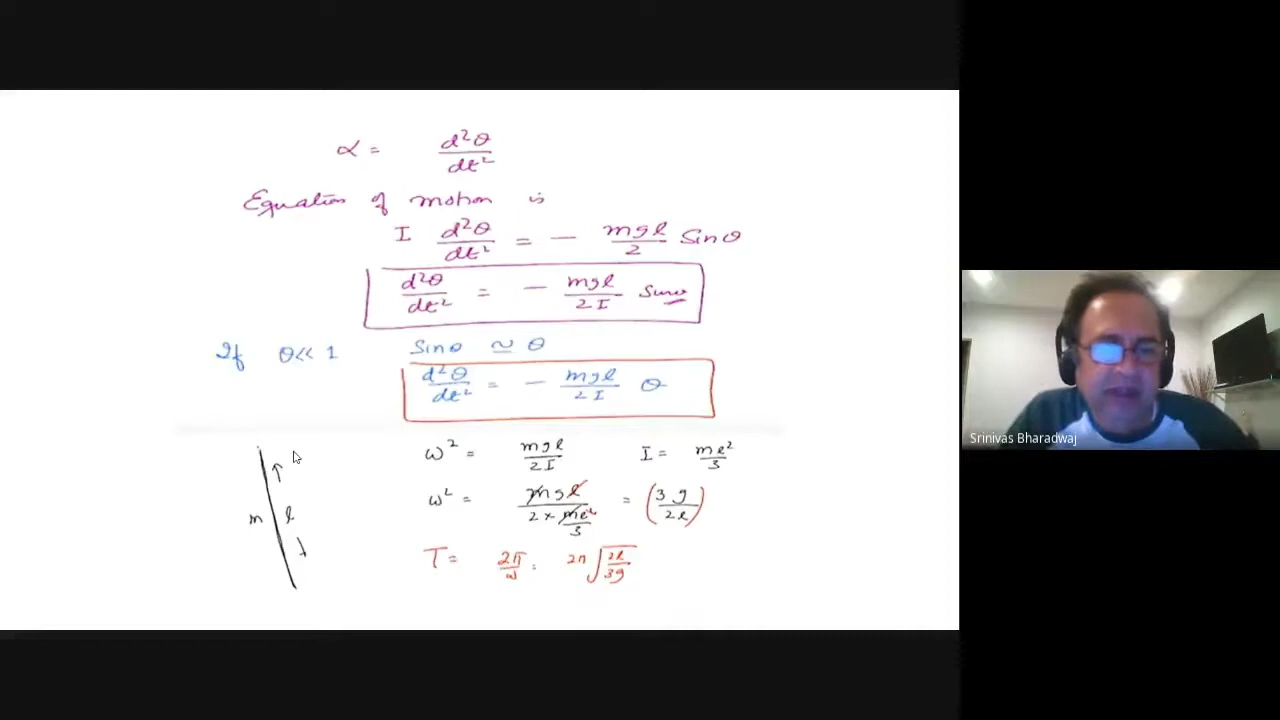 α = d²θ/dt²
Equation of motion is
I d²θ/dt² = − mgl/2 Sinθ
d²θ/dt² = − mgl/2I Sinθ
If θ<< 1 Sinθ ≃ θ
d²θ/dt² = − mgl/2I θ
ω² = mgl/2I I = ml²/3
m l
ω² = mgl/2×ml²/3 = (3g/2l)
T = 2π/ω = 2π√2l/3g
Srinivas Bharadwaj